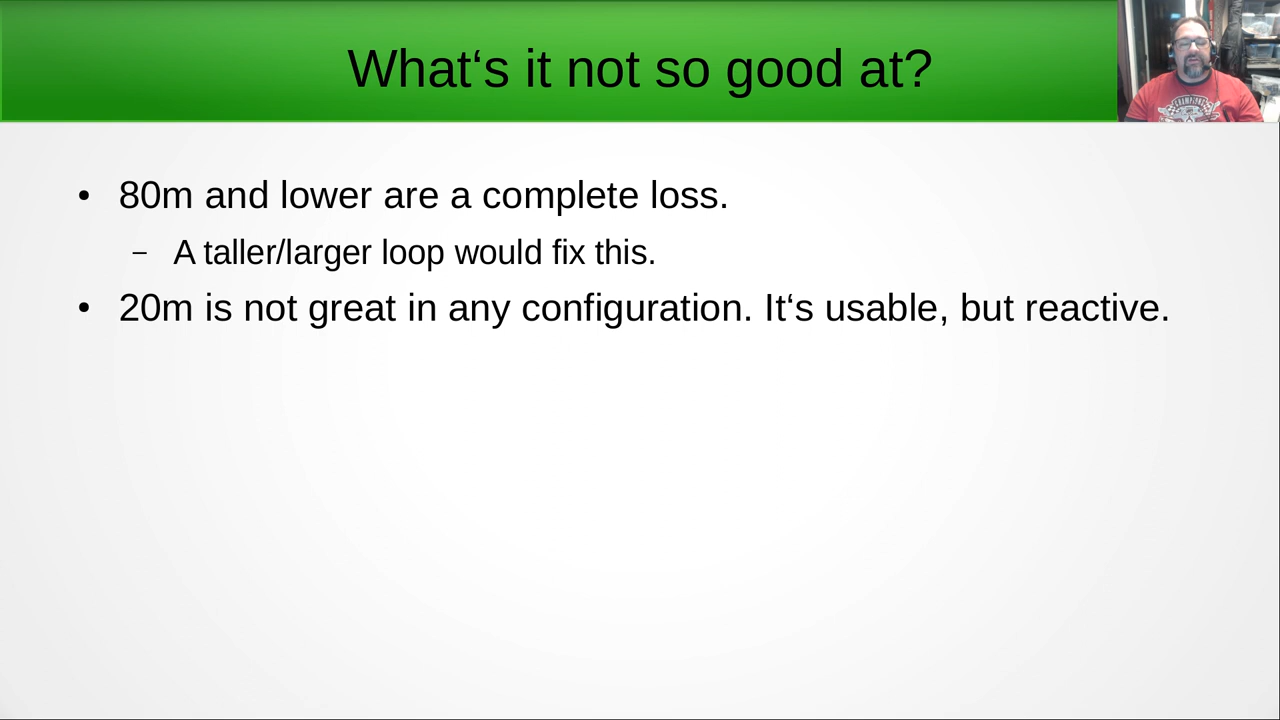 What‘s it not so good at?
CHAMPIONS
• 80m and lower are a complete loss.
– A taller/larger loop would fix this.
• 20m is not great in any configuration. It‘s usable, but reactive.